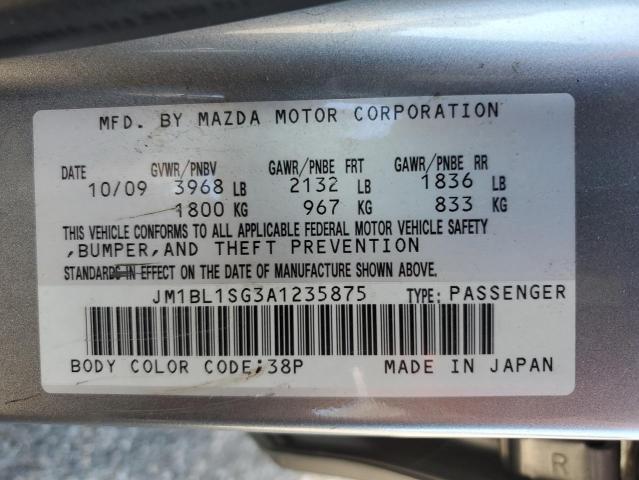 MFD. BY MAZDA MOTOR CORPORATION
DATE GVWR/PNBV GAWR/PNBE FRT GAWR/PNBE RR
10/09 3968 LB 2132 LB 1836 LB
1800 KG 967 KG 833 KG
THIS VEHICLE CONFORMS TO ALL APPLICABLE FEDERAL MOTOR VEHICLE SAFETY
,BUMPER,AND THEFT PREVENTION
STANDARDS IN EFFECT ON THE DATE OF MANUFACTURE SHOWN ABOVE.
JM1BL1SG3A1235875 TYPE: PASSENGER
BODY COLOR CODE:38P MADE IN JAPAN
R